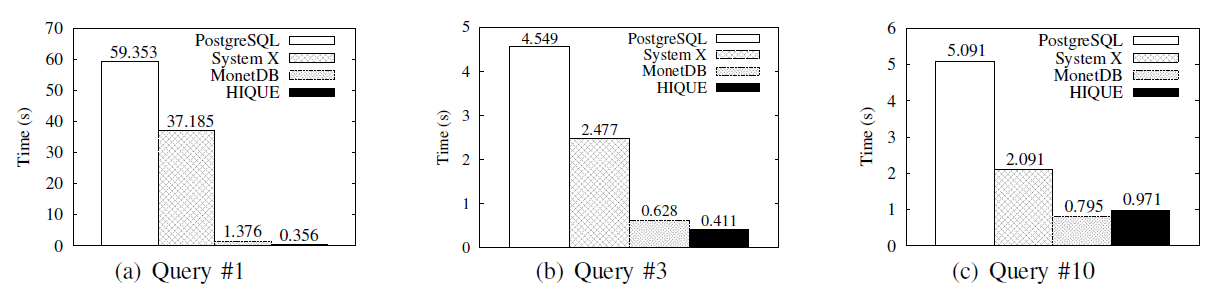 70
60
50
40
30
20
10
0
Time (s)
PostgreSQL
System X
MonetDB
HIQUE
59.353
37.185
1.376
0.356
(a) Query #1
5
4
3
2
1
0
Time (s)
PostgreSQL
System X
MonetDB
HIQUE
4.549
2.477
0.628
0.411
(b) Query #3
6
5
4
3
2
1
0
Time (s)
PostgreSQL
System X
MonetDB
HIQUE
5.091
2.091
0.795
0.971
(c) Query #10